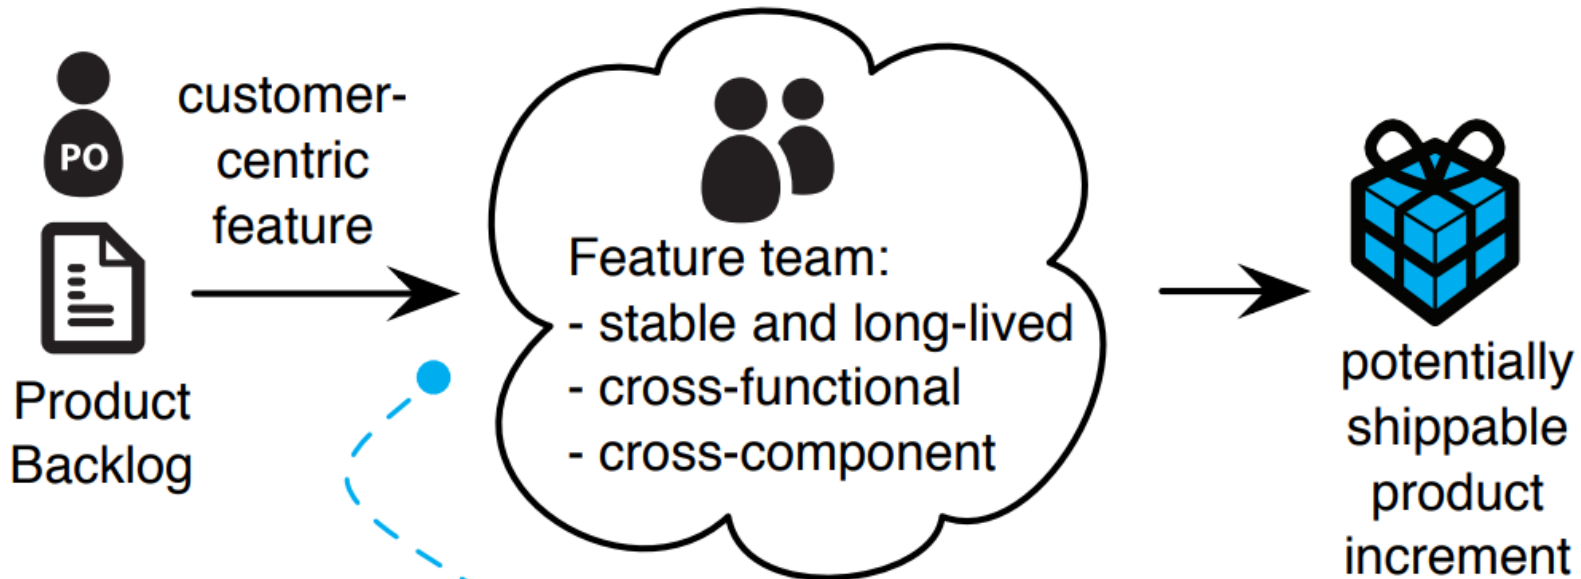 PO
Product
Backlog
customer-
centric
feature
Feature team:
- stable and long-lived
- cross-functional
- cross-component
potentially
shippable
product
increment